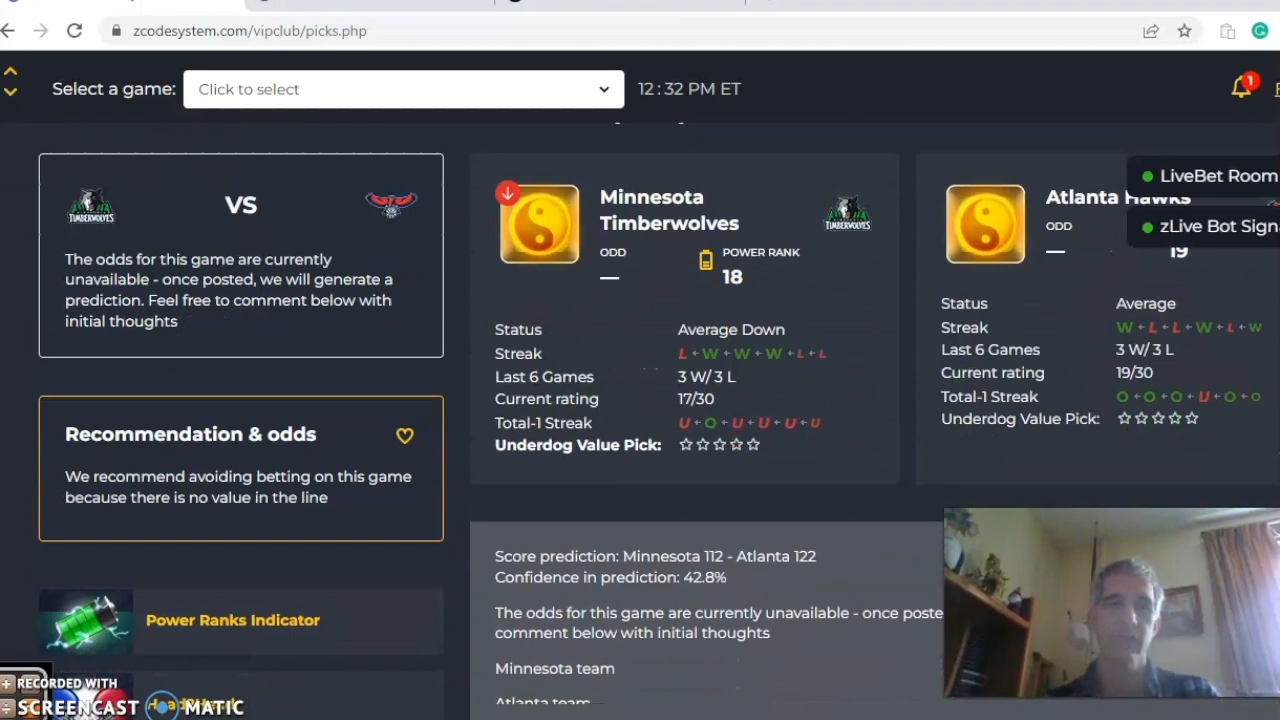 zcodesystem.com/vipclub/picks.php
Select a game:
Click to select
12:32 PM ET
1
TIMBERWOLVES
VS
The odds for this game are currently
unavailable - once posted, we will generate a
prediction. Feel free to comment below with
initial thoughts
Recommendation & odds
We recommend avoiding betting on this game
because there is no value in the line
Power Ranks Indicator
Minnesota
Timberwolves
TIMBERWOLVES
ODD
—
POWER RANK
18
Status Average Down
Streak L W W W L L
Last 6 Games 3 W/ 3 L
Current rating 17/30
Total-1 Streak U O U U U U
Underdog Value Pick:
Atlanta Hawks
ODD
—
19
LiveBet Room
zLive Bot Sign
Status Average
Streak W L L W L W
Last 6 Games 3 W/ 3 L
Current rating 19/30
Total-1 Streak O O O U O O
Underdog Value Pick:
Score prediction: Minnesota 112 - Atlanta 122
Confidence in prediction: 42.8%
The odds for this game are currently unavailable - once poste
comment below with initial thoughts
Minnesota team
Atlanta team
RECORDED WITH
SCREENCAST MATIC